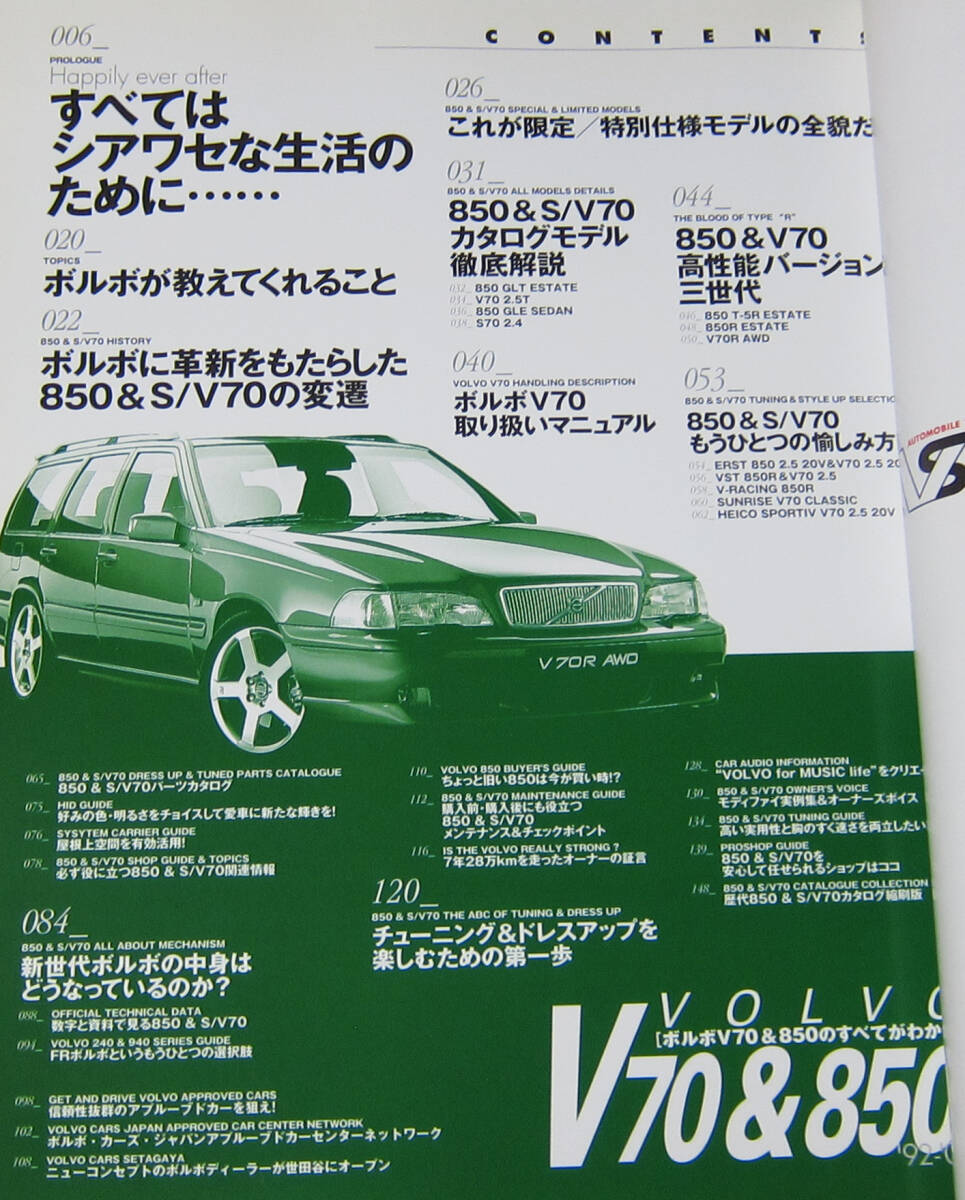 CONTENTS
006_
PROLOGUE
Happily ever after
すべては
シアワセな生活の
ために……
020_
TOPICS
ボルボが教えてくれること
022_
850 & S/V70 HISTORY
ボルボに革新をもたらした
850&S/V70の変遷
026_
850 & S/V70 SPECIAL & LIMITED MODELS
これが限定/特別仕様モデルの全貌だ
031_
850 & S/V70 ALL MODELS DETAILS
850&S/V70
カタログモデル
徹底解説
032_ 850 GLT ESTATE
034_ V70 2.5T
036_ 850 GLE SEDAN
038_ S70 2.4
040_
VOLVO V70 HANDLING DESCRIPTION
ボルボV70
取り扱いマニュアル
044_
THE BLOOD OF TYPE "R"
850&V70
高性能バージョン
三世代
046_ 850 T-5R ESTATE
048_ 850R ESTATE
050_ V70R AWD
053_
850 & S/V70 TUNING & STYLE UP SELECTIO
850&S/V70
もうひとつの愉しみ方
054_ ERST 850 2.5 20V&V70 2.5 20
056_ VST 850R&V70 2.5
058_ V-RACING 850R
060_ SUNRISE V70 CLASSIC
062_ HEICO SPORTIV V70 2.5 20V
AUTOMOBILE
V70R AWD
065_ 850 & S/V70 DRESS UP & TUNED PARTS CATALOGUE
850 & S/V70パーツカタログ
075_ HID GUIDE
好みの色・明るさをチョイスして愛車に新たな輝きを!
076_ SYSYTEM CARRIER GUIDE
屋根上空間を有効活用!
078_ 850 & S/V70 SHOP GUIDE & TOPICS
必ず役に立つ850 & S/V70関連情報
084_
850 & S/V70 ALL ABOUT MECHANISM
新世代ボルボの中身は
どうなっているのか?
088_ OFFICIAL TECHNICAL DATA
数字と資料で見る850 & S/V70
094_ VOLVO 240 & 940 SERIES GUIDE
FRボルボというもうひとつの選択肢
098_ GET AND DRIVE VOLVO APPROVED CARS
信頼性抜群のアプルーブドカーを狙え!
102_ VOLVO CARS JAPAN APPROVED CAR CENTER NETWORK
ボルボ・カーズ・ジャパンアプルーブドカーセンターネットワーク
108_ VOLVO CARS SETAGAYA
ニューコンセプトのボルボディーラーが世田谷にオープン
110_ VOLVO 850 BUYER'S GUIDE
ちょっと旧い850は今が買い時!?
112_ 850 & S/V70 MAINTENANCE GUIDE
購入前・購入後にも役立つ
850 & S/V70
メンテナンス&チェックポイント
116_ IS THE VOLVO REALLY STRONG ?
7年28万kmを走ったオーナーの証言
120_
850 & S/V70 THE ABC OF TUNING & DRESS UP
チューニング&ドレスアップを
楽しむための第一歩
128_ CAR AUDIO INFORMATION
"VOLVO for MUSIC life"をクリエー
130_ 850 & S/V70 OWNER'S VOICE
モディファイ実例集&オーナーズボイス
134_ 850 & S/V70 TUNING GUIDE
高い実用性と胸のすく速さを両立したい
139_ PROSHOP GUIDE
850 & S/V70を
安心して任せられるショップはココ
148_ 850 & S/V70 CATALOGUE COLLECTION
歴代850 & S/V70カタログ縮刷版
VOLVO
[ボルボV70&850のすべてがわか
V70&850
'92-'0